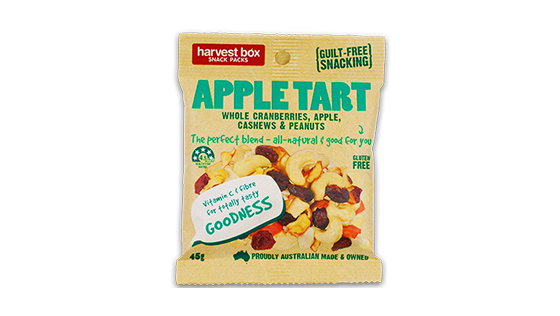 harvest box
SNACK PACKS
GUILT-FREE
SNACKING
APPLE TART
WHOLE CRANBERRIES, APPLE,
CASHEWS & PEANUTS
The perfect blend - all-natural & good for you
GLUTEN
FREE
Vitamin C & fibre
for totally tasty
GOODNESS
45g
PROUDLY AUSTRALIAN MADE & OWNED